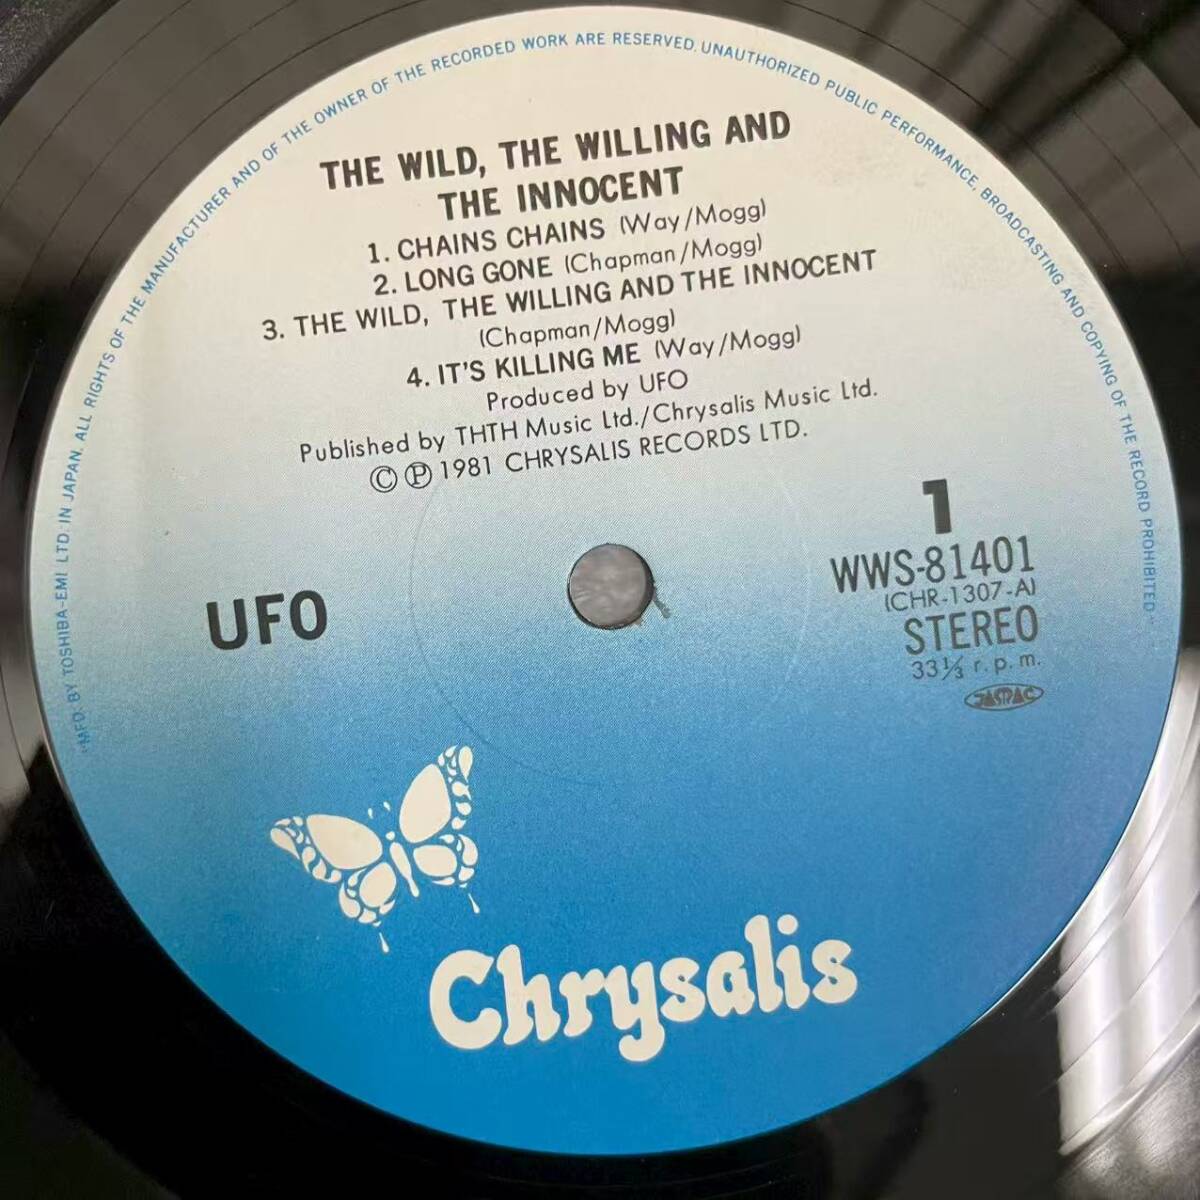 "MFD. BY TOSHIBA-EMI LTD. IN JAPAN. ALL RIGHTS OF THE MANUFACTURER AND OF THE OWNER OF THE RECORDED WORK ARE RESERVED. UNAUTHORIZED PUBLIC PERFORMANCE, BROADCASTING AND COPYING OF THE RECORD PROHIBITED."
THE WILD, THE WILLING AND
THE INNOCENT
1. CHAINS CHAINS (Way/Mogg)
2. LONG GONE (Chapman/Mogg)
3. THE WILD, THE WILLING AND THE INNOCENT
(Chapman/Mogg)
4. IT'S KILLING ME (Way/Mogg)
Produced by UFO
Published by THTH Music Ltd./Chrysalis Music Ltd.
©℗ 1981 CHRYSALIS RECORDS LTD.
UFO
1
WWS-81401
(CHR-1307-A)
STEREO
33⅓ r.p.m.
JASRAC
Chrysalis